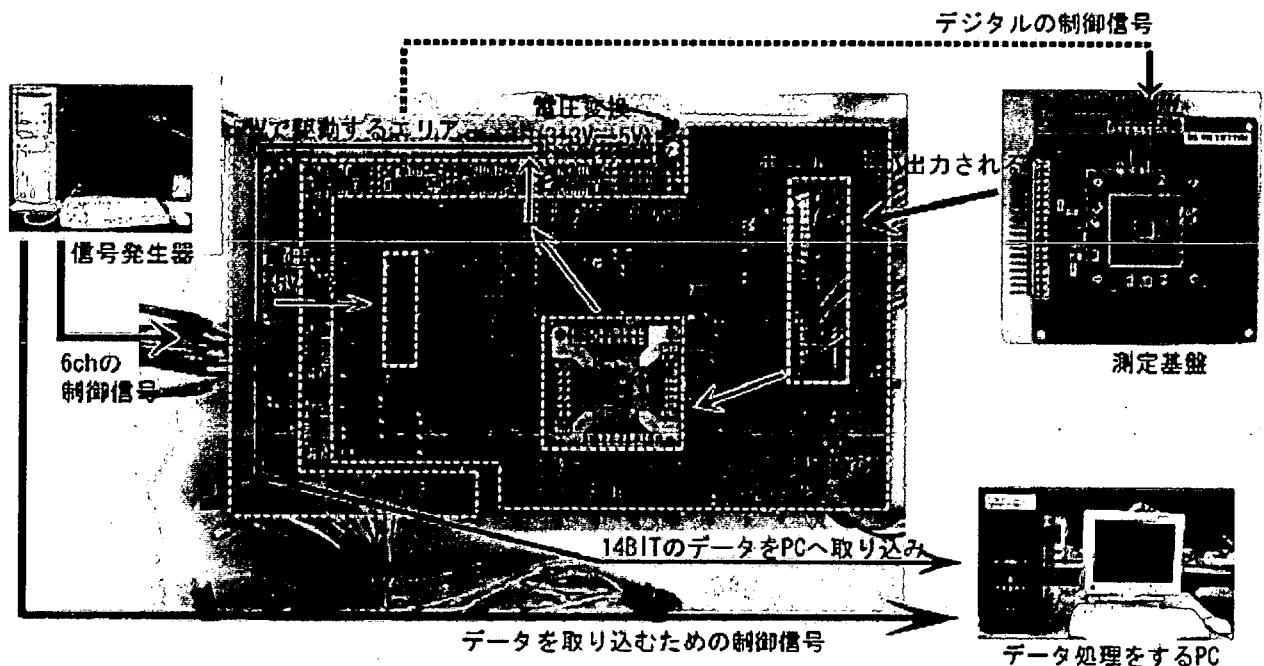 デジタルの制御信号
電圧変換
で駆動するエリア
出力される
信号発生器
5V
6chの
制御信号
測定基盤
14BITのデータをPCへ取り込み
データを取り込むための制御信号
データ処理をするPC